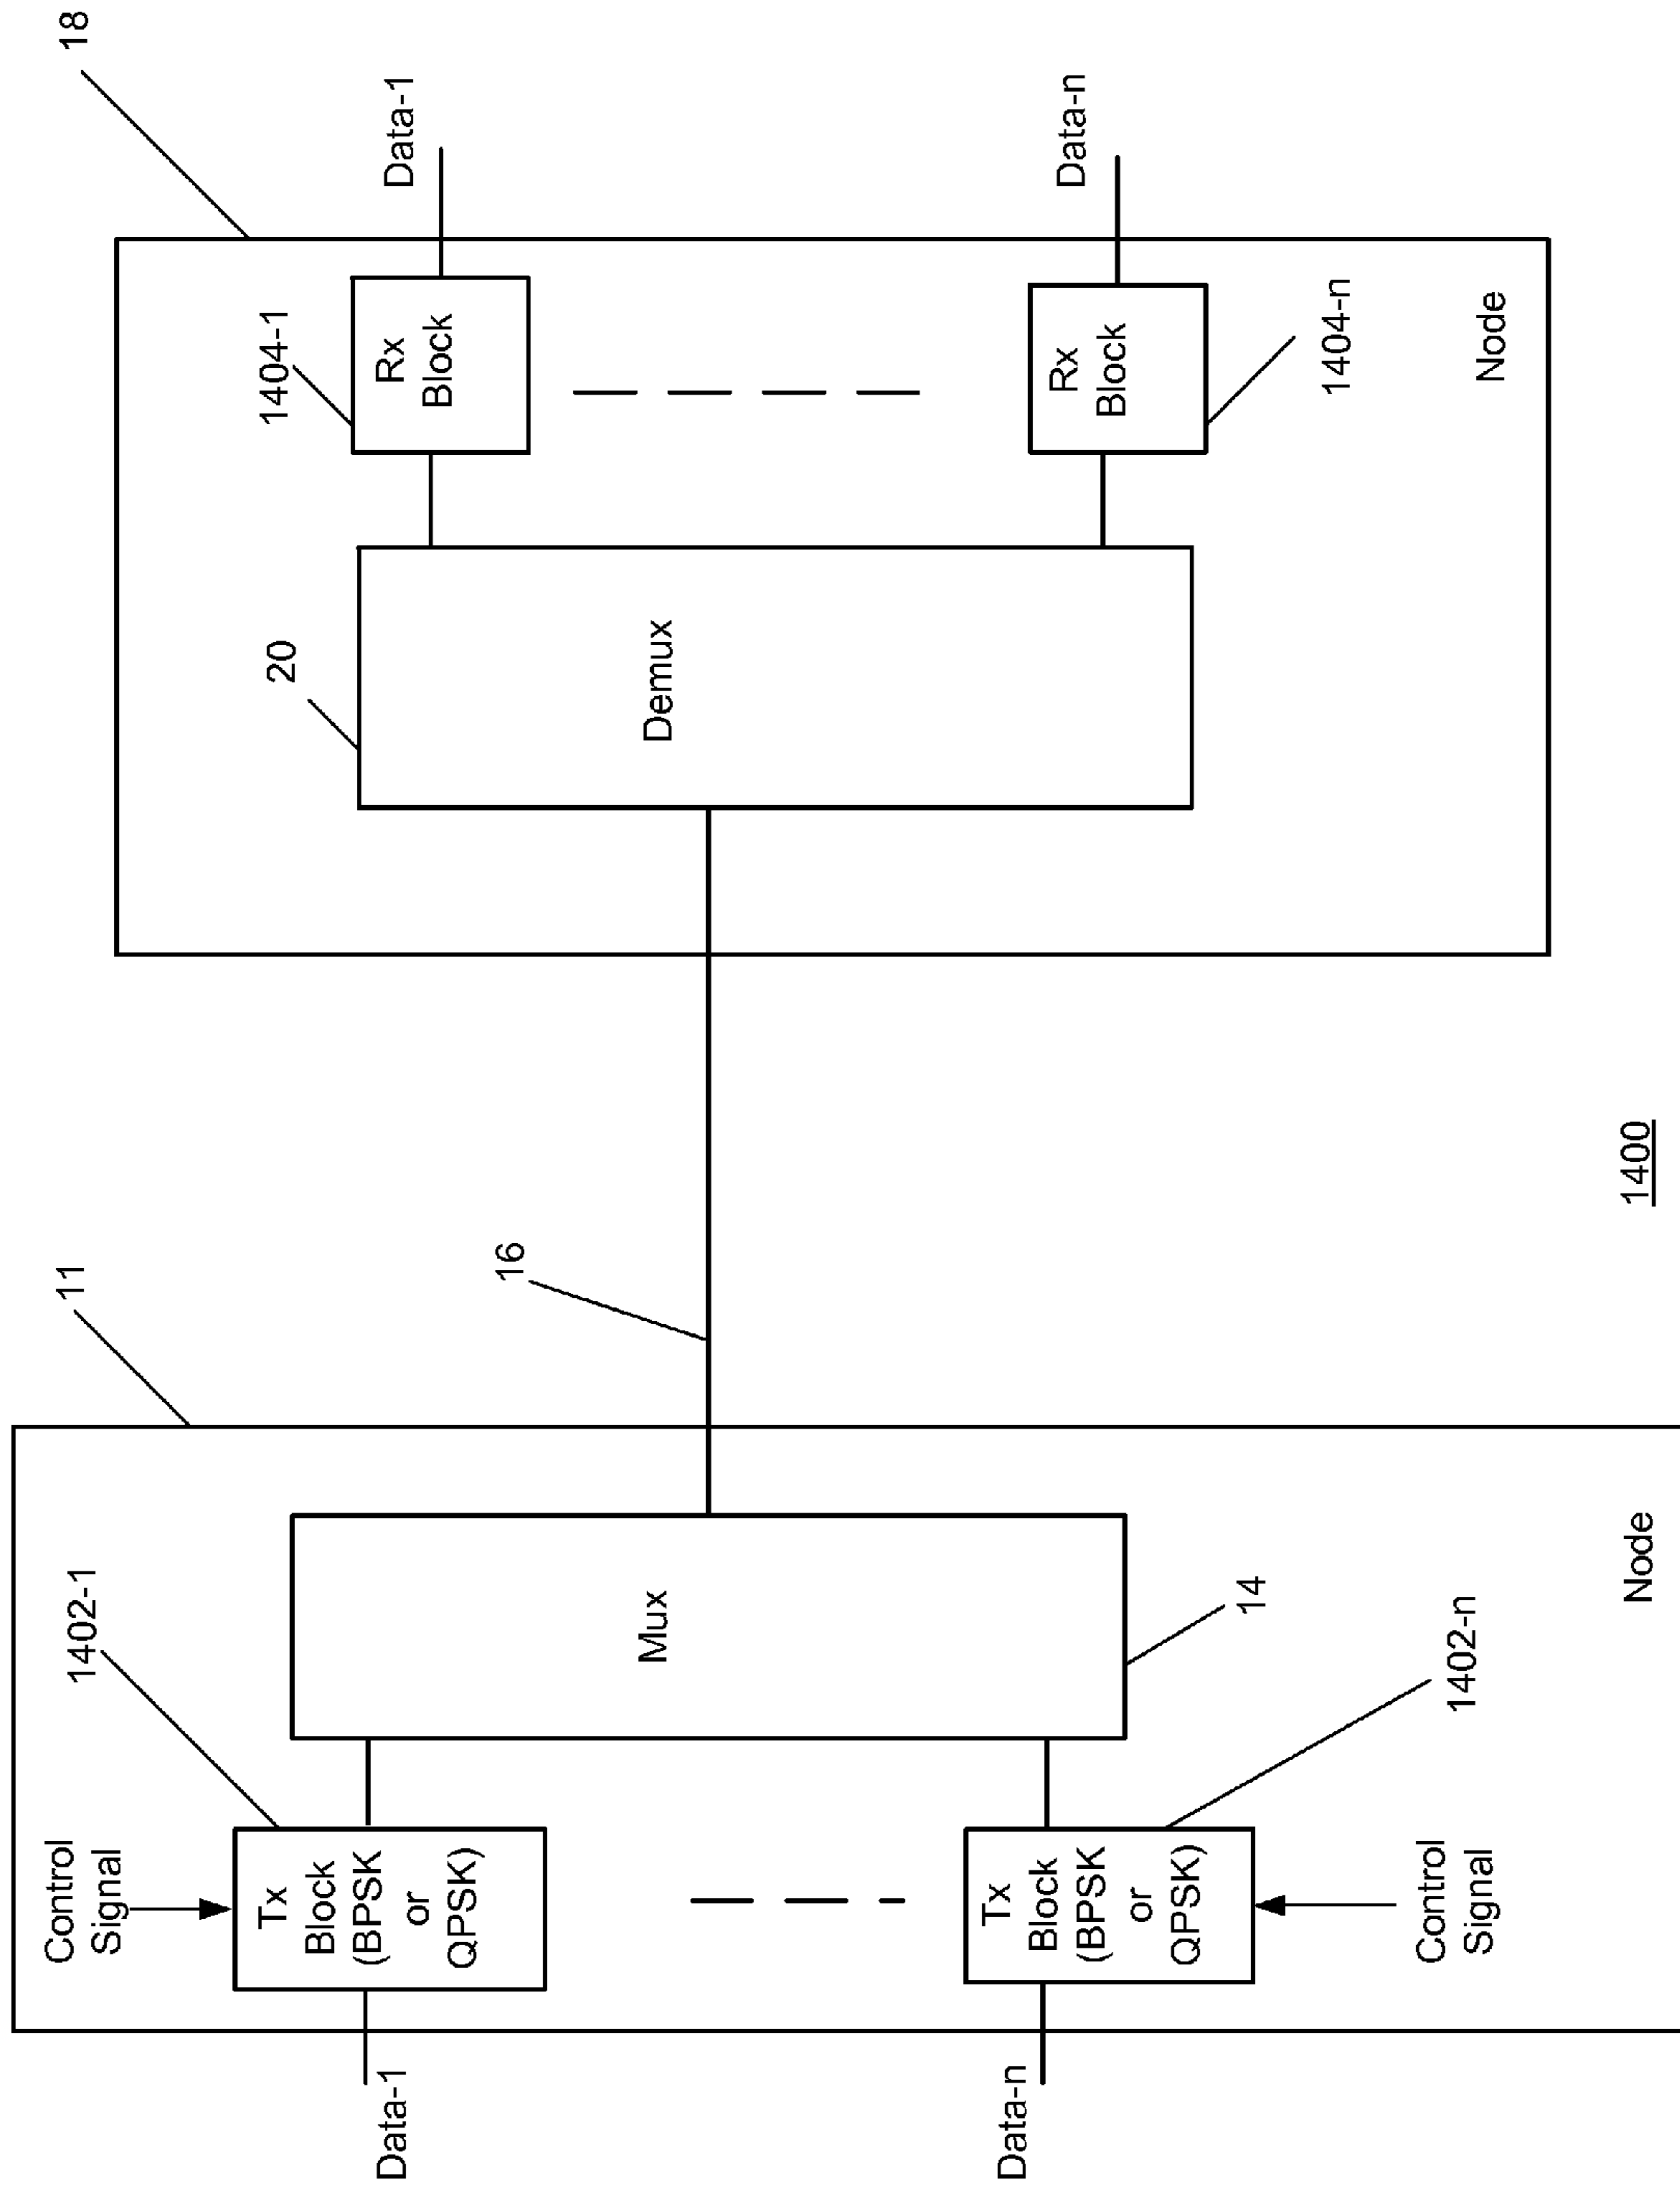 11
Control
Signal
1402-1
Data-1
Tx
Block
(BPSK
or
QPSK)
Mux
14
Data-n
Tx
Block
(BPSK
or
QPSK)
1402-n
Control
Signal
Node
16
18
20
Demux
1404-1
Rx
Block
Data-1
Rx
Block
Data-n
1404-n
Node
1400